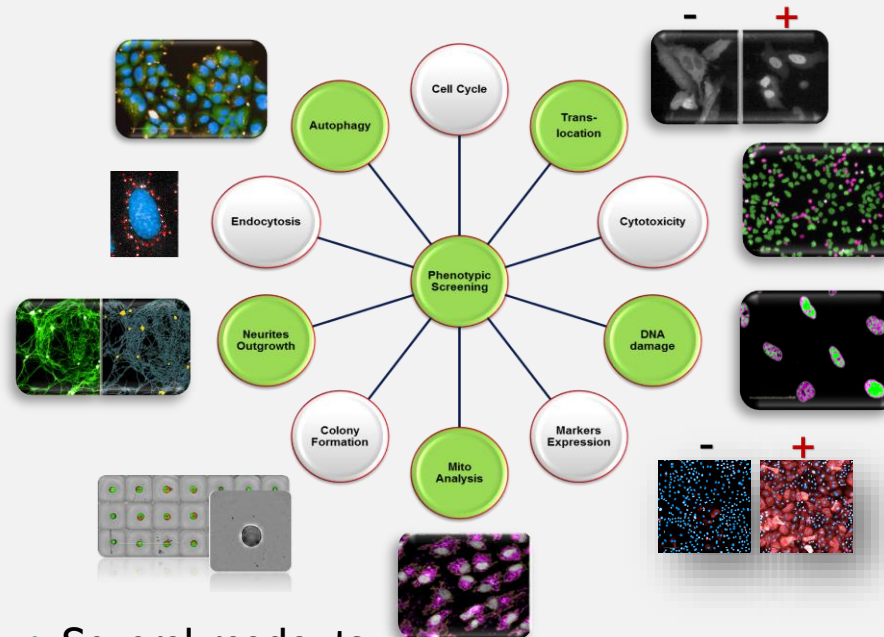 - +
Cell Cycle
Autophagy
Trans-
location
Endocytosis
Cytotoxicity
Phenotypic
Screening
Neurites
Outgrowth
DNA
damage
Colony
Formation
Markers
Expression
- +
Mito
Analysis